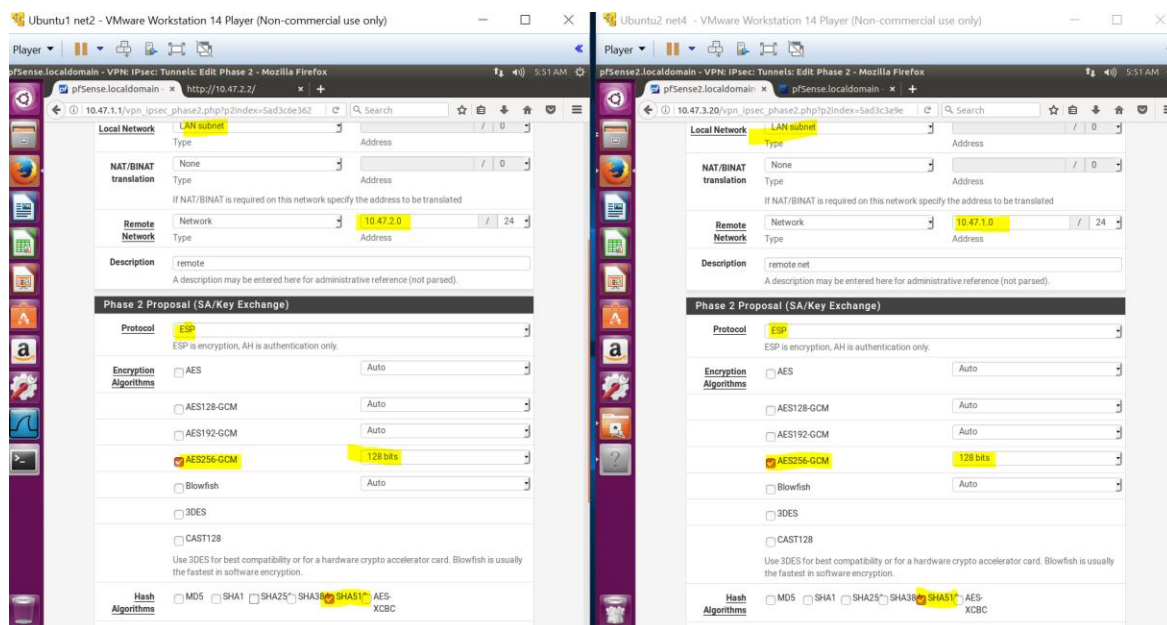 Ubuntu1 net2 - VMware Workstation 14 Player (Non-commercial use only)
Player
pfSense.localdomain - VPN: IPsec: Tunnels: Edit Phase 2 - Mozilla Firefox
5:51 AM
pfSense.localdomain -
http://10.47.2.2/
10.47.1.1/vpn_ipsec_phase2.php?p2index=5ad3c6e362
Search
Local Network
LAN subnet
/ 0
Type
Address
NAT/BINAT translation
None
/ 0
Type
Address
If NAT/BINAT is required on this network specify the address to be translated
Remote Network
Network
10.47.2.0
/ 24
Type
Address
Description
remote
A description may be entered here for administrative reference (not parsed).
Phase 2 Proposal (SA/Key Exchange)
Protocol
ESP
ESP is encryption, AH is authentication only.
Encryption Algorithms
AES
Auto
AES128-GCM
Auto
AES192-GCM
Auto
AES256-GCM
128 bits
Blowfish
Auto
3DES
CAST128
Use 3DES for best compatibility or for a hardware crypto accelerator card. Blowfish is usually
the fastest in software encryption.
Hash Algorithms
MD5 SHA1 SHA25 SHA38 SHA51 AES-XCBC
Ubuntu2 net4 - VMware Workstation 14 Player (Non-commercial use only)
Player
pfSense2.localdomain - VPN: IPsec: Tunnels: Edit Phase 2 - Mozilla Firefox
5:51 AM
pfSense2.localdomain
pfSense.localdomain -
10.47.3.20/vpn_ipsec_phase2.php?p2index=5ad3c3a9e
Search
Local Network
LAN subnet
/ 0
Type
Address
NAT/BINAT translation
None
/ 0
Type
Address
If NAT/BINAT is required on this network specify the address to be translated
Remote Network
Network
10.47.1.0
/ 24
Type
Address
Description
remote net
A description may be entered here for administrative reference (not parsed).
Phase 2 Proposal (SA/Key Exchange)
Protocol
ESP
ESP is encryption, AH is authentication only.
Encryption Algorithms
AES
Auto
AES128-GCM
Auto
AES192-GCM
Auto
AES256-GCM
128 bits
Blowfish
Auto
3DES
CAST128
Use 3DES for best compatibility or for a hardware crypto accelerator card. Blowfish is usually
the fastest in software encryption.
Hash Algorithms
MD5 SHA1 SHA25 SHA38 SHA51 AES-XCBC